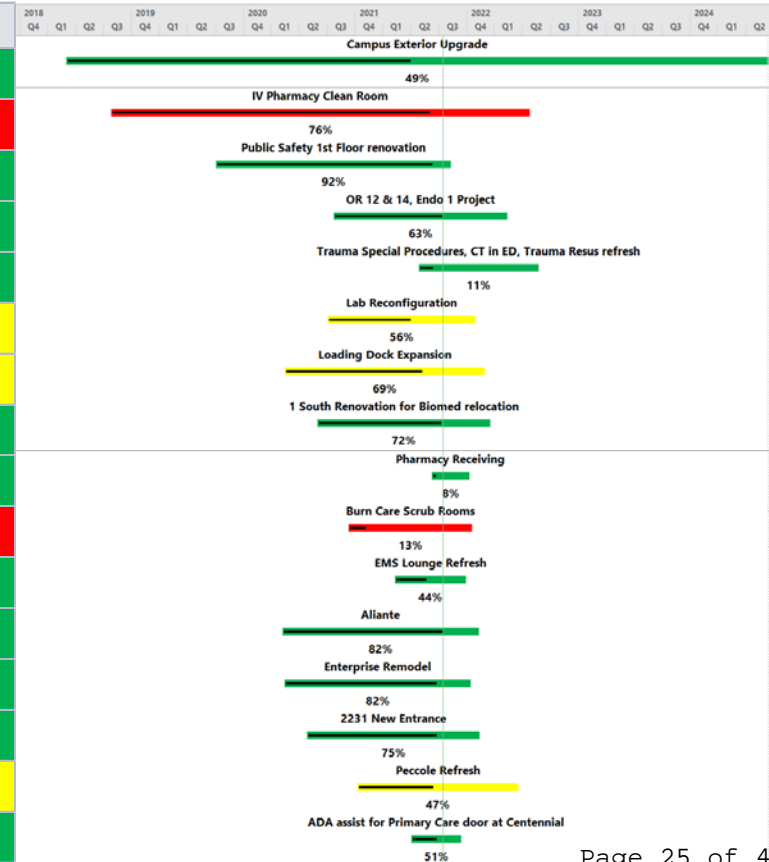 2018 2019 2020 2021 2022 2023 2024
Q4 Q1 Q2 Q3 Q4 Q1 Q2 Q3 Q4 Q1 Q2 Q3 Q4 Q1 Q2 Q3 Q4 Q1 Q2 Q3 Q4 Q1 Q2 Q3 Q4 Q1 Q2
Campus Exterior Upgrade
49%
IV Pharmacy Clean Room
76%
Public Safety 1st Floor renovation
92%
OR 12 & 14, Endo 1 Project
63%
Trauma Special Procedures, CT in ED, Trauma Resus refresh
11%
Lab Reconfiguration
56%
Loading Dock Expansion
69%
1 South Renovation for Biomed relocation
72%
Pharmacy Receiving
8%
Burn Care Scrub Rooms
13%
EMS Lounge Refresh
44%
Aliante
82%
Enterprise Remodel
82%
2231 New Entrance
75%
Peccole Refresh
47%
ADA assist for Primary Care door at Centennial
51%
Page 25 of 4